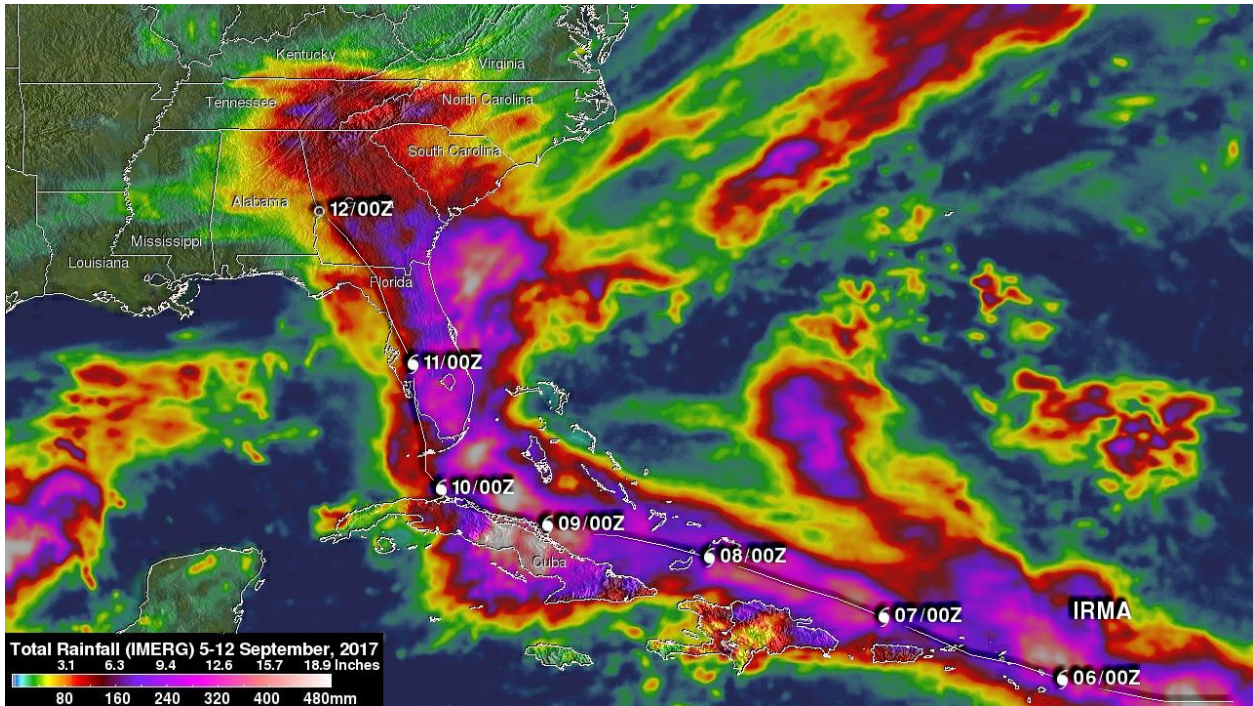 Kentucky
Virginia
Tennessee
North Carolina
South Carolina
Alabama
12/00Z
Mississippi
Louisiana
Florida
11/00Z
10/00Z
09/00Z
Cuba
08/00Z
IRMA
07/00Z
06/00Z
Total Rainfall (IMERG) 5-12 September, 2017
3.1 6.3 9.4 12.6 15.7 18.9 Inches
80 160 240 320 400 480mm